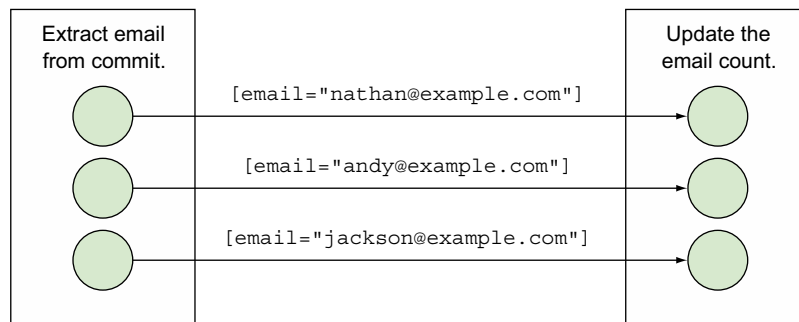 Extract email
from commit.
Update the
email count.
[email="nathan@example.com"]
[email="andy@example.com"]
[email="jackson@example.com"]